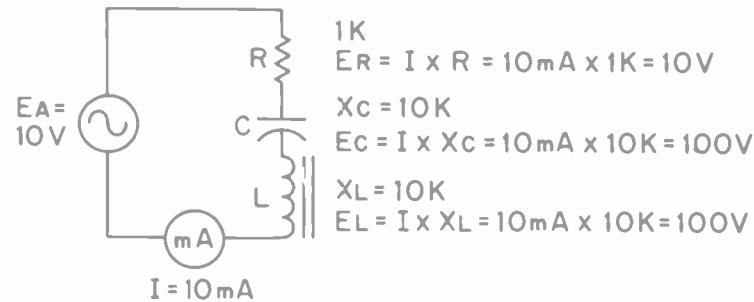 1K
R
ER = I x R = 10mA x 1K = 10V
EA =
10V
XC = 10K
C
EC = I x XC = 10mA x 10K = 100V
XL = 10K
L
EL = I x XL = 10mA x 10K = 100V
mA
I = 10mA